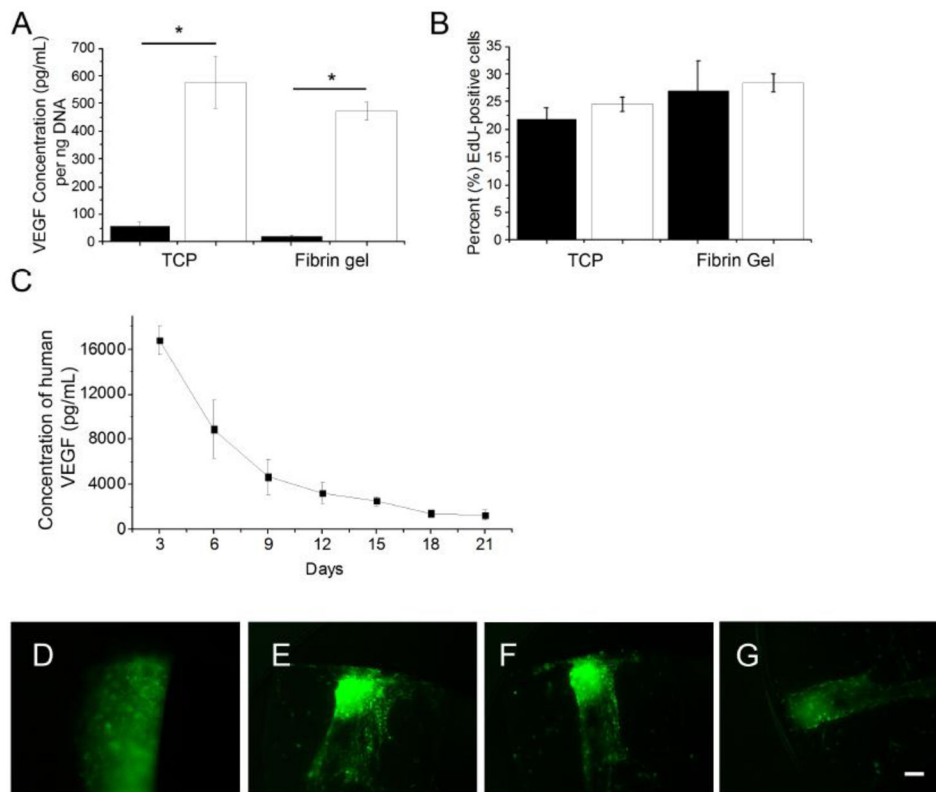 A
*
*
VEGF Concentration (pg/mL)
per ng DNA
700
600
500
400
300
200
100
0
TCP Fibrin gel
B
Percent (%) EdU-positive cells
35
30
25
20
15
10
5
0
TCP Fibrin Gel
C
Concentration of human
VEGF (pg/mL)
16000
12000
8000
4000
0
3 6 9 12 15 18 21
Days
D E F G